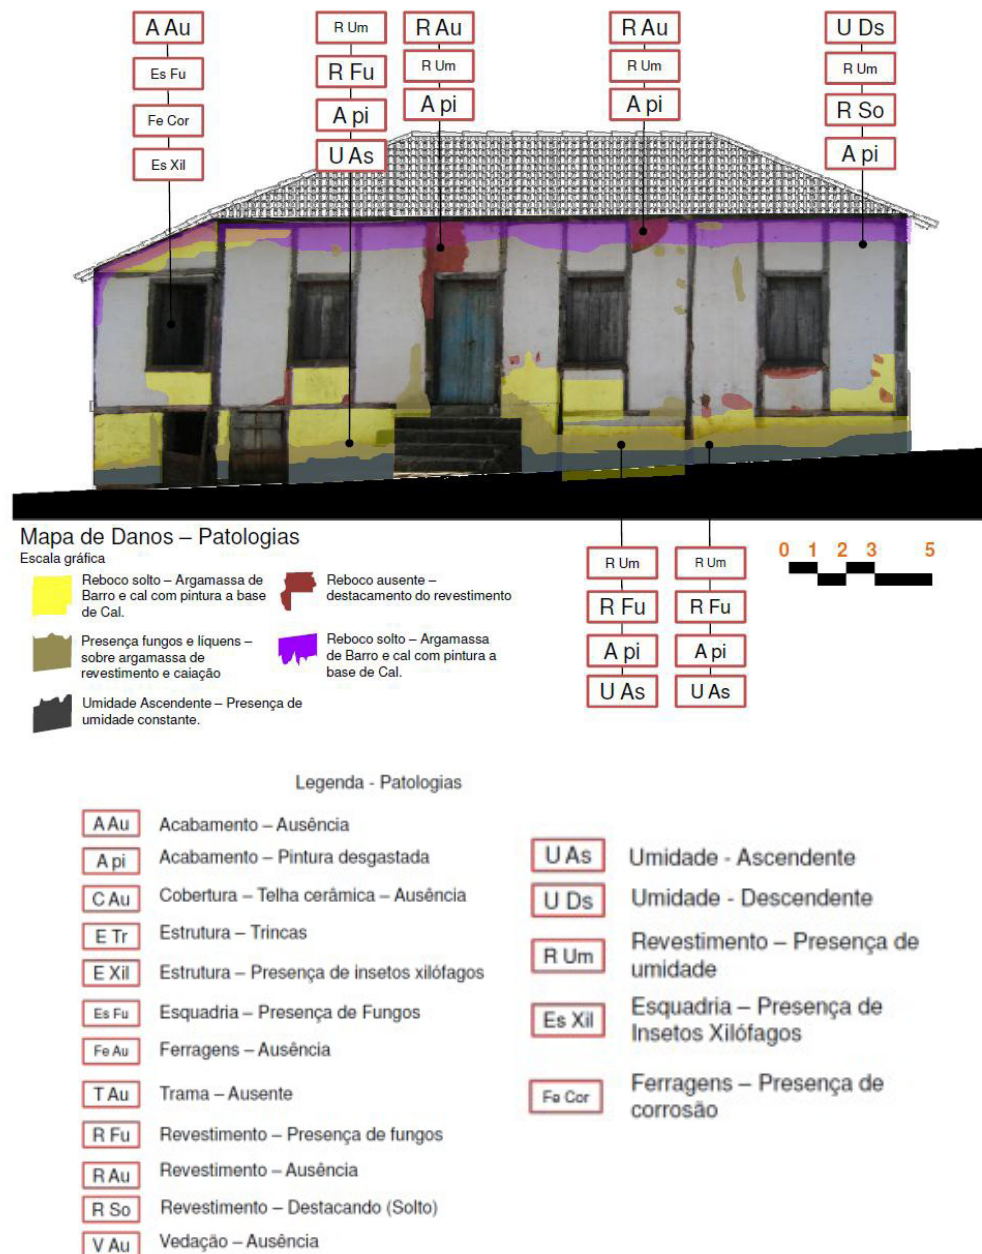 A Au
Es Fu
Fe Cor
Es Xil
R Um
R Fu
A pi
U As
R Au
R Um
A pi
R Au
R Um
A pi
U Ds
R Um
R So
A pi
Mapa de Danos – Patologias
Escala gráfica
Reboco solto – Argamassa de
Barro e cal com pintura a base
de Cal.
Presença fungos e líquens –
sobre argamassa de
revestimento e caiação
Umidade Ascendente – Presença de
umidade constante.
Reboco ausente –
destacamento do revestimento
Reboco solto – Argamassa
de Barro e cal com pintura a
base de Cal.
R Um
R Fu
A pi
U As
R Um
R Fu
A pi
U As
0 1 2 3 5
Legenda - Patologias
A Au Acabamento – Ausência
A pi Acabamento – Pintura desgastada
C Au Cobertura – Telha cerâmica – Ausência
E Tr Estrutura – Trincas
E Xil Estrutura – Presença de insetos xilófagos
Es Fu Esquadria – Presença de Fungos
Fe Au Ferragens – Ausência
T Au Trama – Ausente
R Fu Revestimento – Presença de fungos
R Au Revestimento – Ausência
R So Revestimento – Destacando (Solto)
V Au Vedação – Ausência
U As Umidade - Ascendente
U Ds Umidade - Descendente
R Um Revestimento – Presença de
umidade
Es Xil Esquadria – Presença de
Insetos Xilófagos
Fe Cor Ferragens – Presença de
corrosão